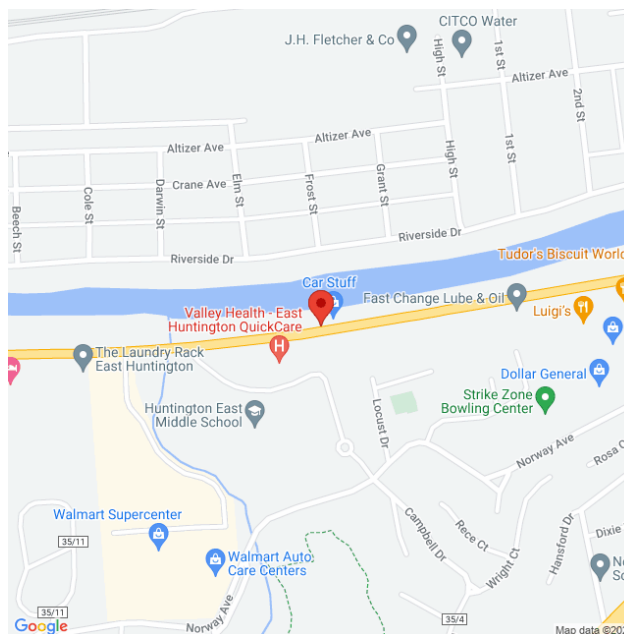 CITCO Water
J.H. Fletcher & Co
High St
1st St
2nd St
Altizer Ave
Altizer Ave
Altizer Ave
Crane Ave
Beech St
Cole St
Darwin St
Elm St
Frost St
Grant St
High St
1st St
Riverside Dr
Riverside Dr
Tudor's Biscuit World
Car Stuff
Fast Change Lube & Oil
Valley Health - East
Huntington QuickCare
Luigi's
The Laundry Rack
East Huntington
Dollar General
Strike Zone
Bowling Center
Huntington East
Middle School
Locust Dr
Norway Ave
Rosa
Walmart Supercenter
Campbell Dr
Rece Ct
Wright Ct
Hansford Dr
Dixie
35/11
Walmart Auto
Care Centers
35/11
Norway Ave
35/4
Google
Map data ©20